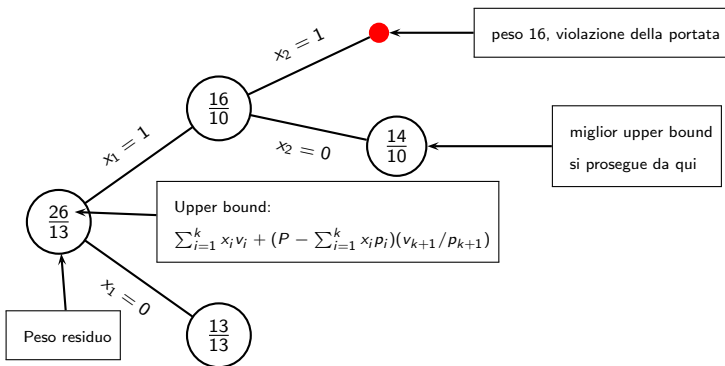 x₂ = 1
peso 16, violazione della portata
16
10
x₁ = 1
x₂ = 0
14
10
miglior upper bound
si prosegue da qui
26
13
Upper bound:
∑ᵢ₌₁ᵏ xᵢvᵢ + (P − ∑ᵢ₌₁ᵏ xᵢpᵢ)(vₖ₊₁/pₖ₊₁)
x₁ = 0
Peso residuo
13
13